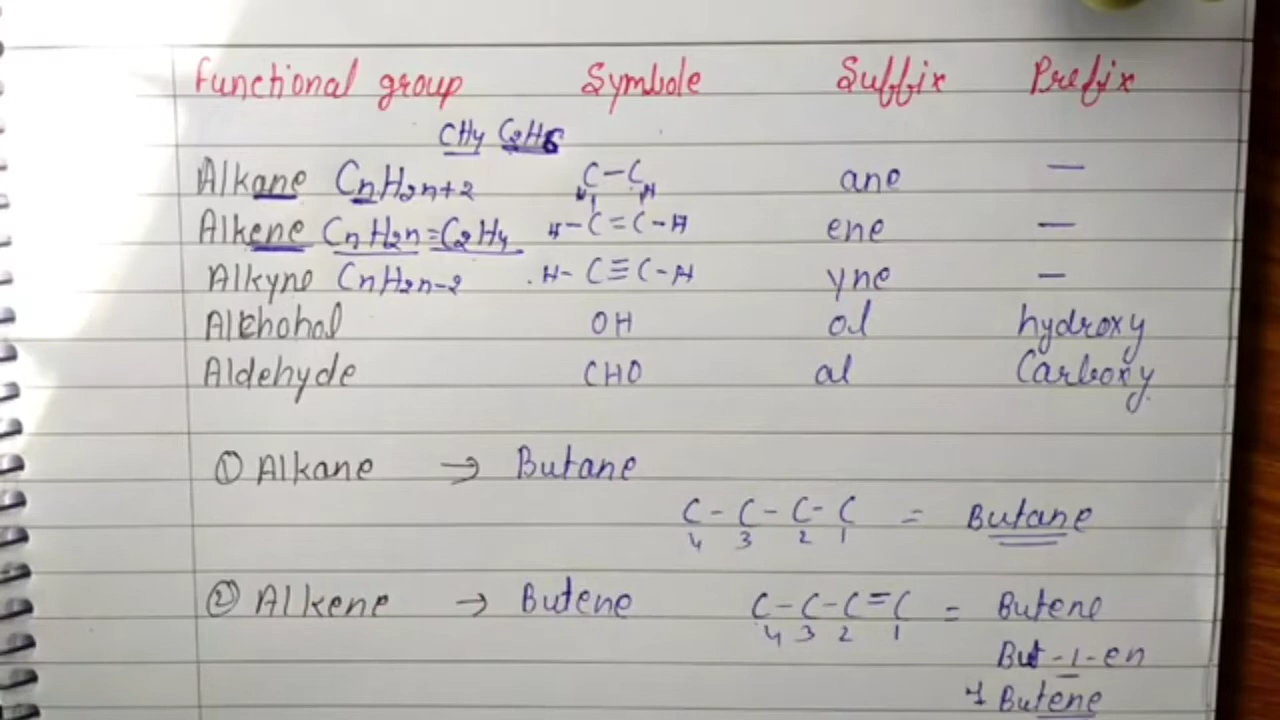 Functional group Symbole Suffix Prefix
CH4 C2H6
Alkane CnH2n+2 C-C ane —
Alkene CnH2n=C2H4 H-C=C-H ene —
Alkyne CnH2n-2 H-C≡C-H yne —
Alchohol OH ol hydroxy
Aldehyde CHO al Carboxy
① Alkane → Butane
C-C-C-C = Butane
4 3 2 1
② Alkene → Butene C-C-C=C = Butene
4 3 2 1
But-1-en
1 Butene